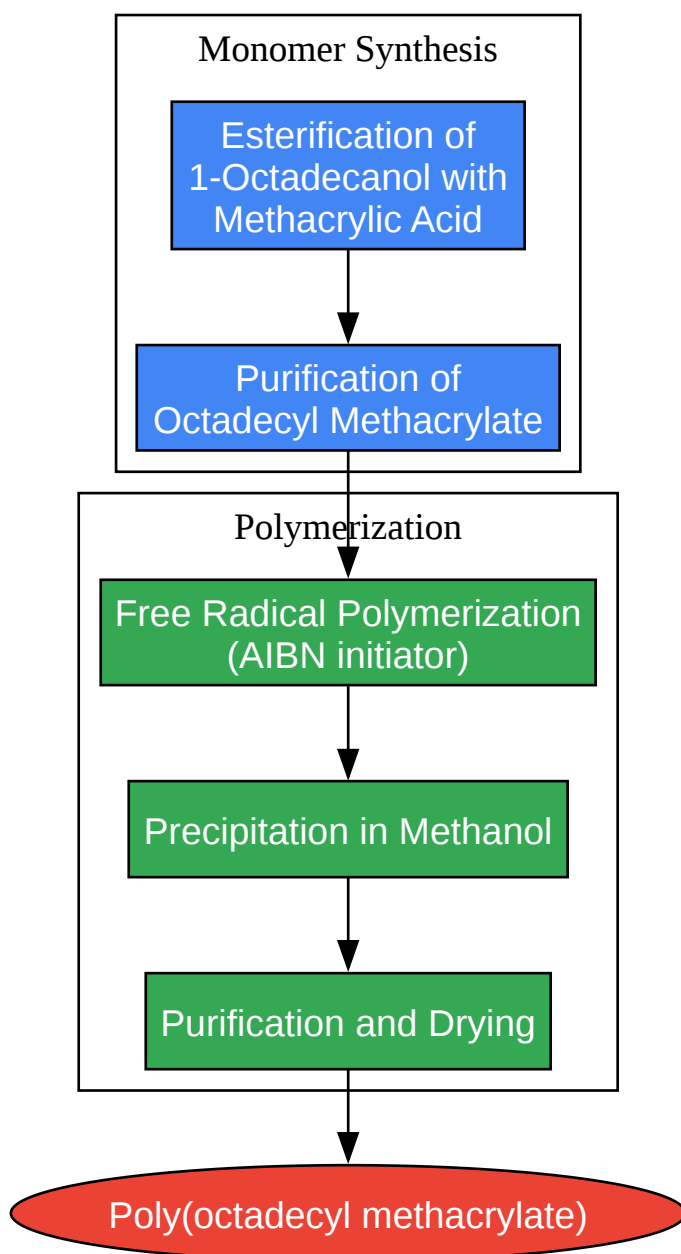 Monomer Synthesis
Esterification of
1-Octadecanol with
Methacrylic Acid
Purification of
Octadecyl Methacrylate
Polymerization
Free Radical Polymerization
(AIBN initiator)
Precipitation in Methanol
Purification and Drying
Poly(octadecyl methacrylate)